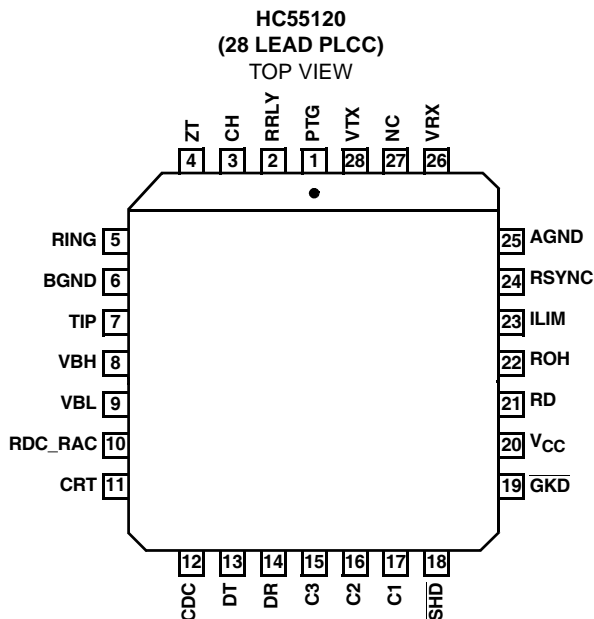 HC55120
(28 LEAD PLCC)
TOP VIEW
ZT
CH
RRLY
PTG
VTX
NC
VRX
4
3
2
1
28
27
26
RING 5
BGND 6
TIP 7
VBH 8
VBL 9
RDC_RAC 10
CRT 11
25 AGND
24 RSYNC
23 ILIM
22 ROH
21 RD
20 VCC
19 GKD
12
13
14
15
16
17
18
CDC
DT
DR
C3
C2
C1
SHD